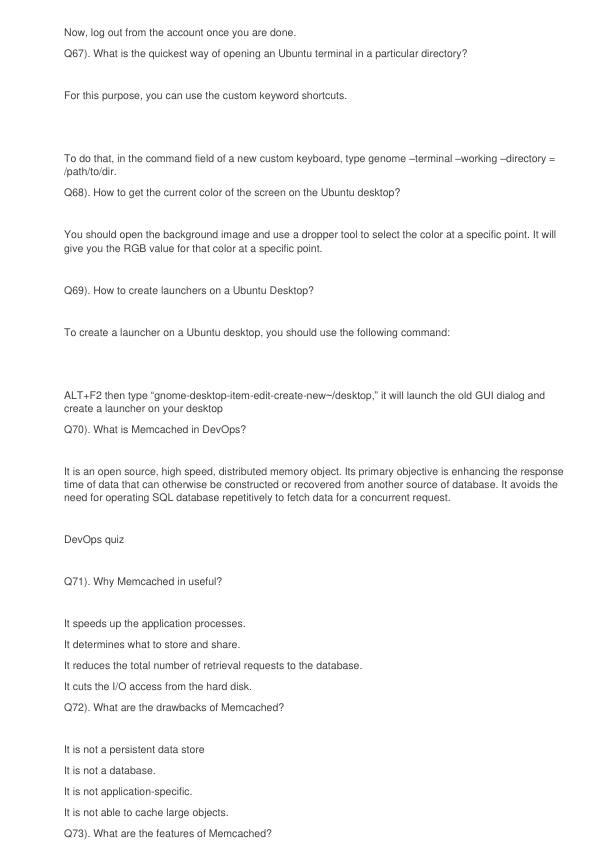 Now, log out from the account once you are done.
Q67). What is the quickest way of opening an Ubuntu terminal in a particular directory?
For this purpose, you can use the custom keyword shortcuts.
To do that, in the command field of a new custom keyboard, type genome –terminal –working –directory =
/path/to/dir.
Q68). How to get the current color of the screen on the Ubuntu desktop?
You should open the background image and use a dropper tool to select the color at a specific point. It will
give you the RGB value for that color at a specific point.
Q69). How to create launchers on a Ubuntu Desktop?
To create a launcher on a Ubuntu desktop, you should use the following command:
ALT+F2 then type “gnome-desktop-item-edit-create-new~/desktop,” it will launch the old GUI dialog and
create a launcher on your desktop
Q70). What is Memcached in DevOps?
It is an open source, high speed, distributed memory object. Its primary objective is enhancing the response
time of data that can otherwise be constructed or recovered from another source of database. It avoids the
need for operating SQL database repetitively to fetch data for a concurrent request.
DevOps quiz
Q71). Why Memcached in useful?
It speeds up the application processes.
It determines what to store and share.
It reduces the total number of retrieval requests to the database.
It cuts the I/O access from the hard disk.
Q72). What are the drawbacks of Memcached?
It is not a persistent data store
It is not a database.
It is not application-specific.
It is not able to cache large objects.
Q73). What are the features of Memcached?